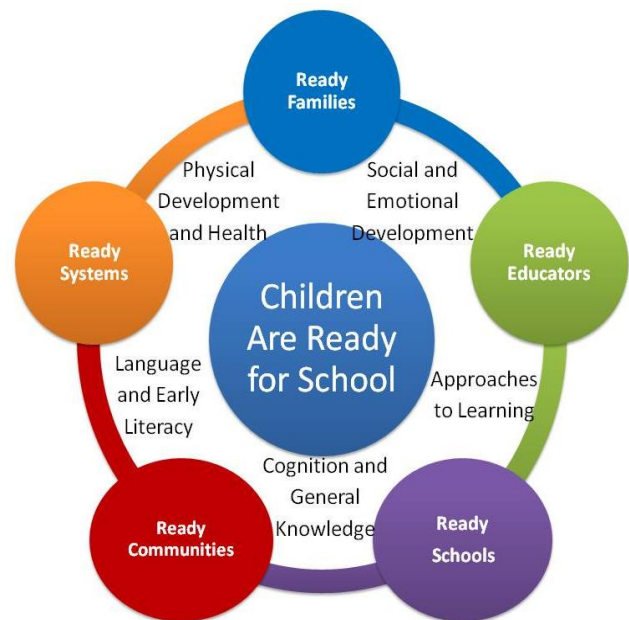 Ready
Families
Physical
Development
and Health
Social and
Emotional
Development
Ready
Systems
Ready
Educators
Children
Are Ready
for School
Language
and Early
Literacy
Approaches
to Learning
Cognition and
General
Knowledge
Ready
Communities
Ready
Schools